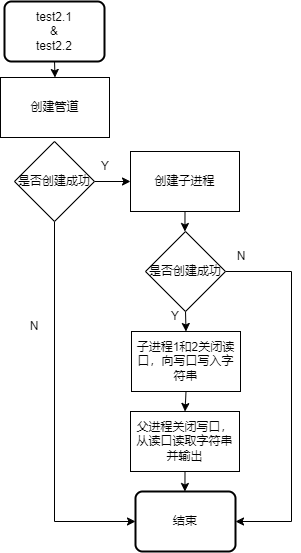 test2.1
&
test2.2
创建管道
是否创建成功
Y
创建子进程
是否创建成功
N
Y
N
子进程1和2关闭读
口，向写口写入字
符串
父进程关闭写口，
从读口读取字符串
并输出
结束